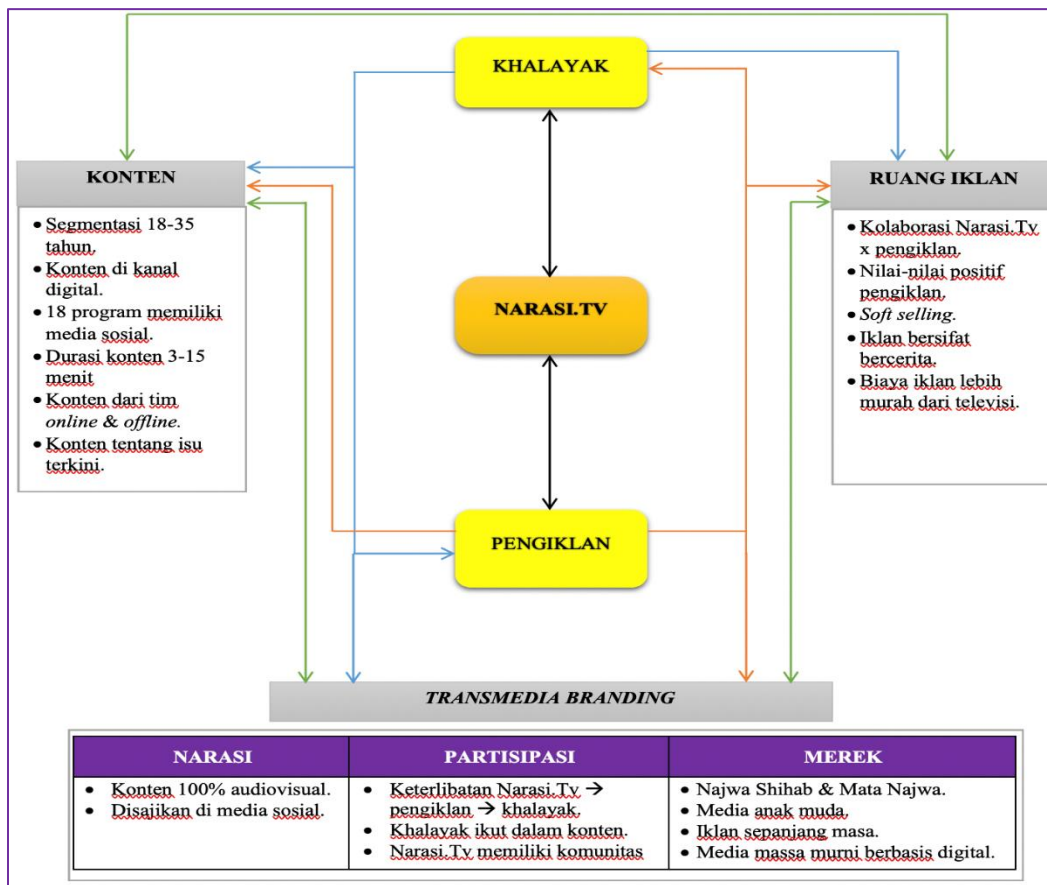 KHALAYAK
KONTEN
• Segmentasi 18-35
tahun.
• Konten di kanal
digital.
• 18 program memiliki
media sosial.
• Durasi konten 3-15
menit
• Konten dari tim
online & offline.
• Konten tentang isu
terkini.
NARASI.TV
RUANG IKLAN
• Kolaborasi Narasi.Tv
x pengiklan.
• Nilai-nilai positif
pengiklan.
• Soft selling.
• Iklan bersifat
bercerita.
• Biaya iklan lebih
murah dari televisi.
PENGIKLAN
TRANSMEDIA BRANDING
NARASI
• Konten 100% audiovisual.
• Disajikan di media sosial.
PARTISIPASI
• Keterlibatan Narasi.Tv →
pengiklan → khalayak.
• Khalayak ikut dalam konten.
• Narasi.Tv memiliki komunitas
MEREK
• Najwa Shihab & Mata Najwa.
• Media anak muda.
• Iklan sepanjang masa.
• Media massa murni berbasis digital.